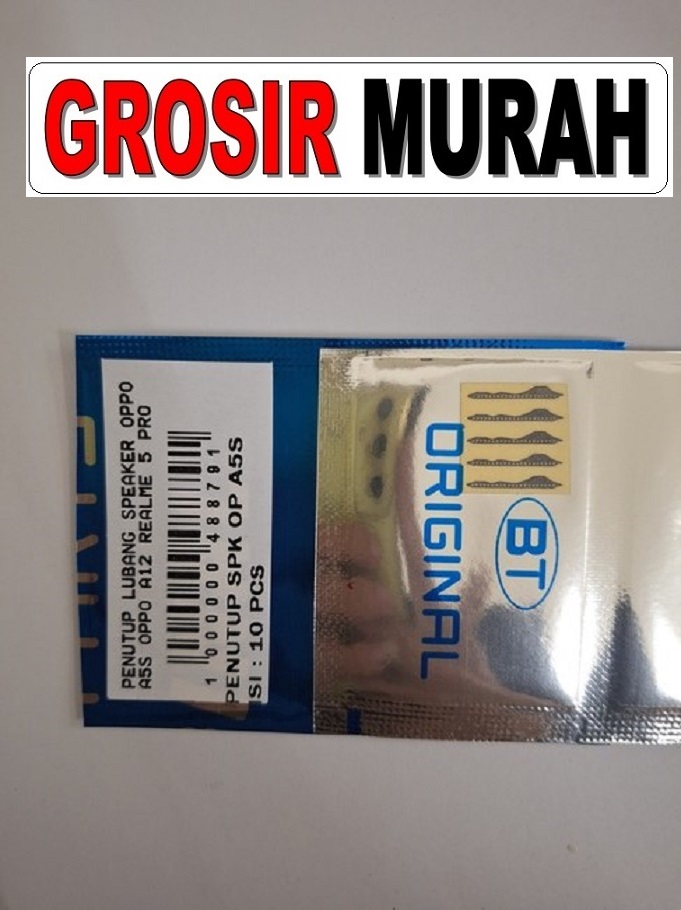 GROSIR MURAH
PENUTUP LUBANG SPEAKER OPPO
A5S OPPO A12 REALME 5 PRO
1 000000 488791
PENUTUP SPK OP A5S
ISI : 10 PCS
BT
ORIGINAL